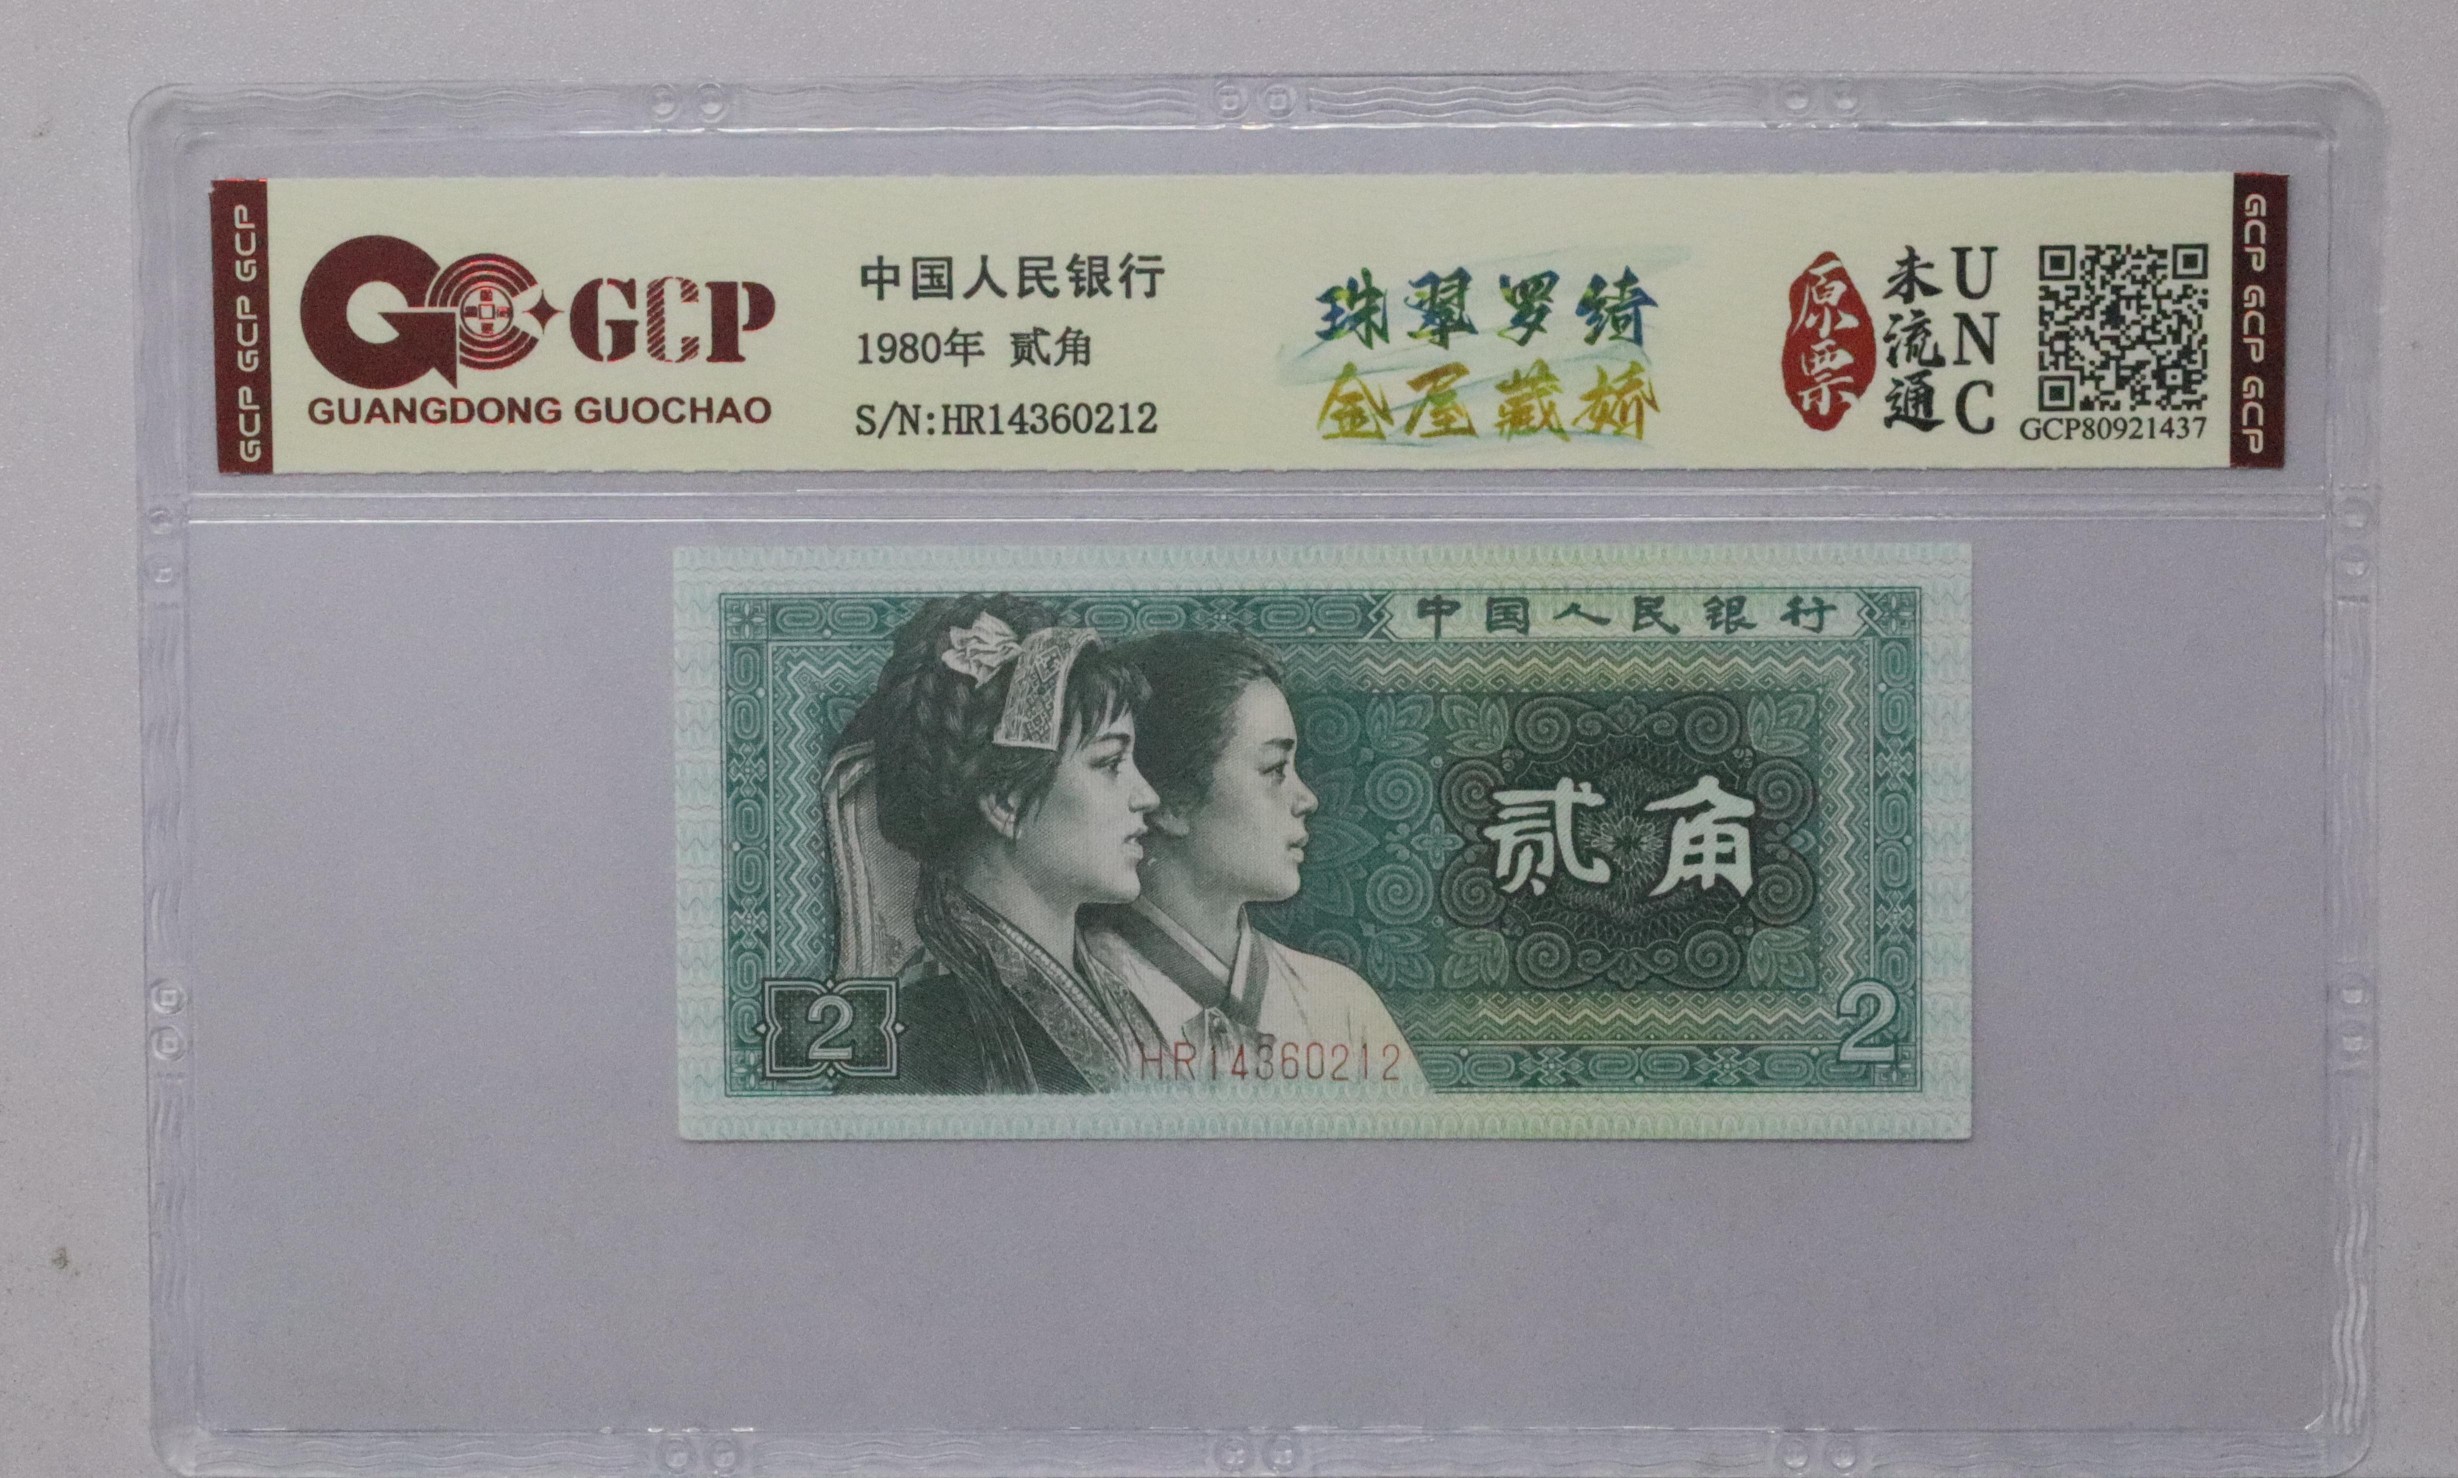 GCP GCP GCP
GCP
GUANGDONG GUOCHAO
中国人民银行
1980年 贰角
S/N:HR14360212
珠翠罗绮
金屋藏娇
原票
未流通
UNC
GCP80921437
GCP GCP GCP
中国人民银行
贰角
2
2
HR14360212